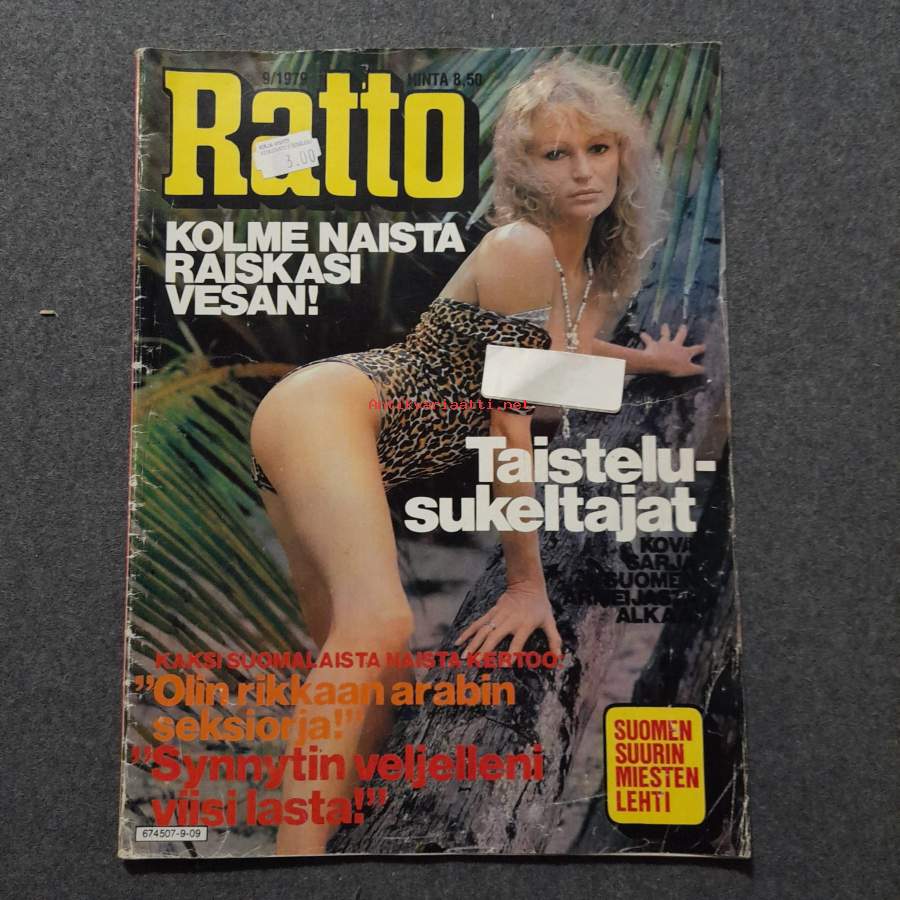 9/1979
HINTA 8,50
Ratto
3.00
KOLME NAISTA
RAISKASI
VESAN!
Antikvariaatti.net
Taistelu-
sukeltajat
KOVA
SARJA
SUOMEN
ALKAA
KAKSI SUOMALAISTA NAISTA KERTOO:
"Olin rikkaan arabin
seksiorja!"
"Synnytin veljelleni
viisi lasta!"
SUOMEN
SUURIN
MIESTEN
LEHTI
674507-9-09